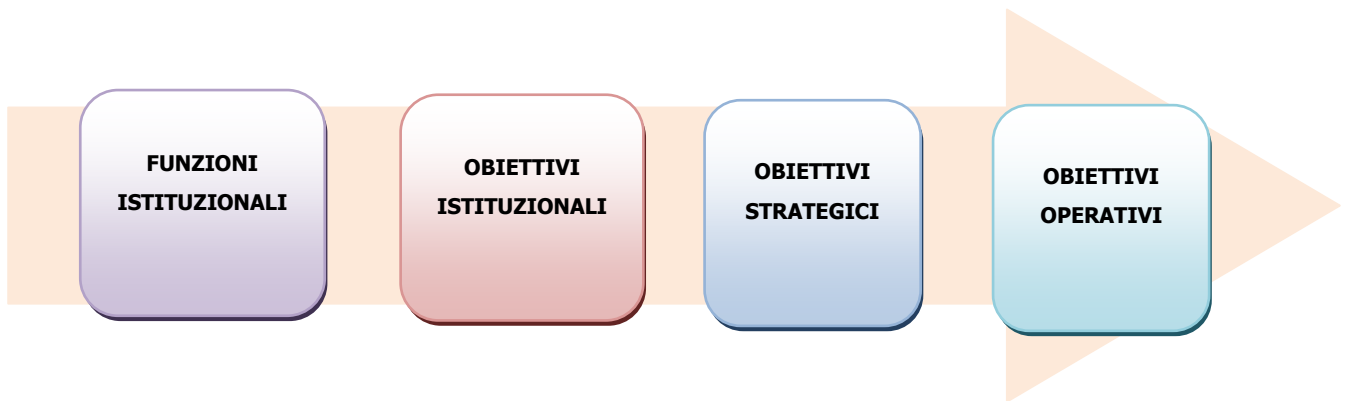 FUNZIONI
ISTITUZIONALI
OBIETTIVI
ISTITUZIONALI
OBIETTIVI
STRATEGICI
OBIETTIVI
OPERATIVI